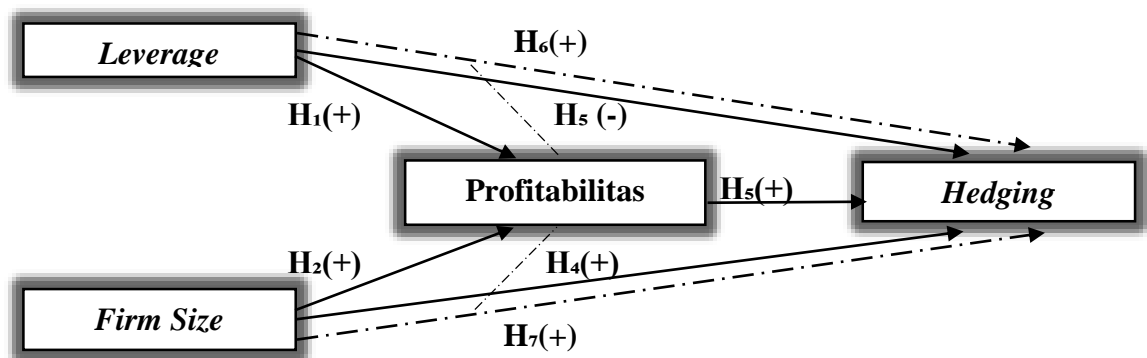 Leverage
H₆(+)
H₁(+)
H₅ (-)
Profitabilitas
H₅(+)
Hedging
H₂(+)
H₄(+)
Firm Size
H₇(+)